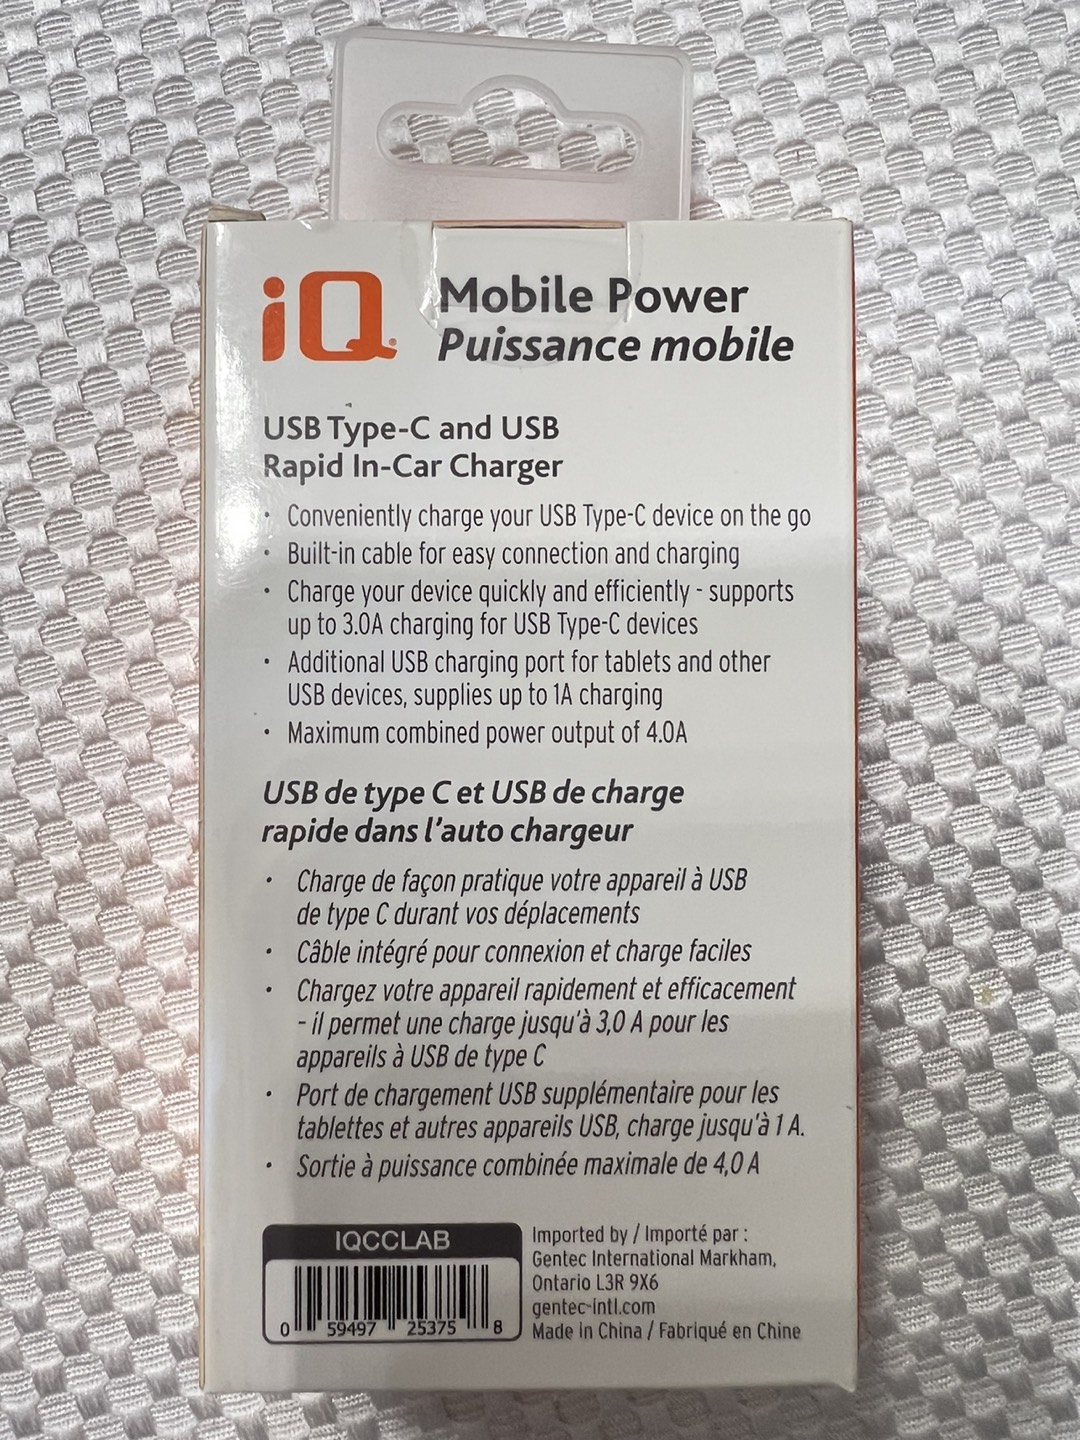 iQ
Mobile Power
Puissance mobile
USB Type-C and USB
Rapid In-Car Charger
• Conveniently charge your USB Type-C device on the go
• Built-in cable for easy connection and charging
• Charge your device quickly and efficiently - supports
up to 3.0A charging for USB Type-C devices
• Additional USB charging port for tablets and other
USB devices, supplies up to 1A charging
• Maximum combined power output of 4.0A
USB de type C et USB de charge
rapide dans l'auto chargeur
• Charge de façon pratique votre appareil à USB
de type C durant vos déplacements
• Câble intégré pour connexion et charge faciles
• Chargez votre appareil rapidement et efficacement
- il permet une charge jusqu'à 3,0 A pour les
appareils à USB de type C
• Port de chargement USB supplémentaire pour les
tablettes et autres appareils USB, charge jusqu'à 1 A.
• Sortie à puissance combinée maximale de 4,0 A
IQCCLAB
0 59497 25375 8
Imported by / Importé par :
Gentec International Markham,
Ontario L3R 9X6
gentec-intl.com
Made in China / Fabriqué en Chine